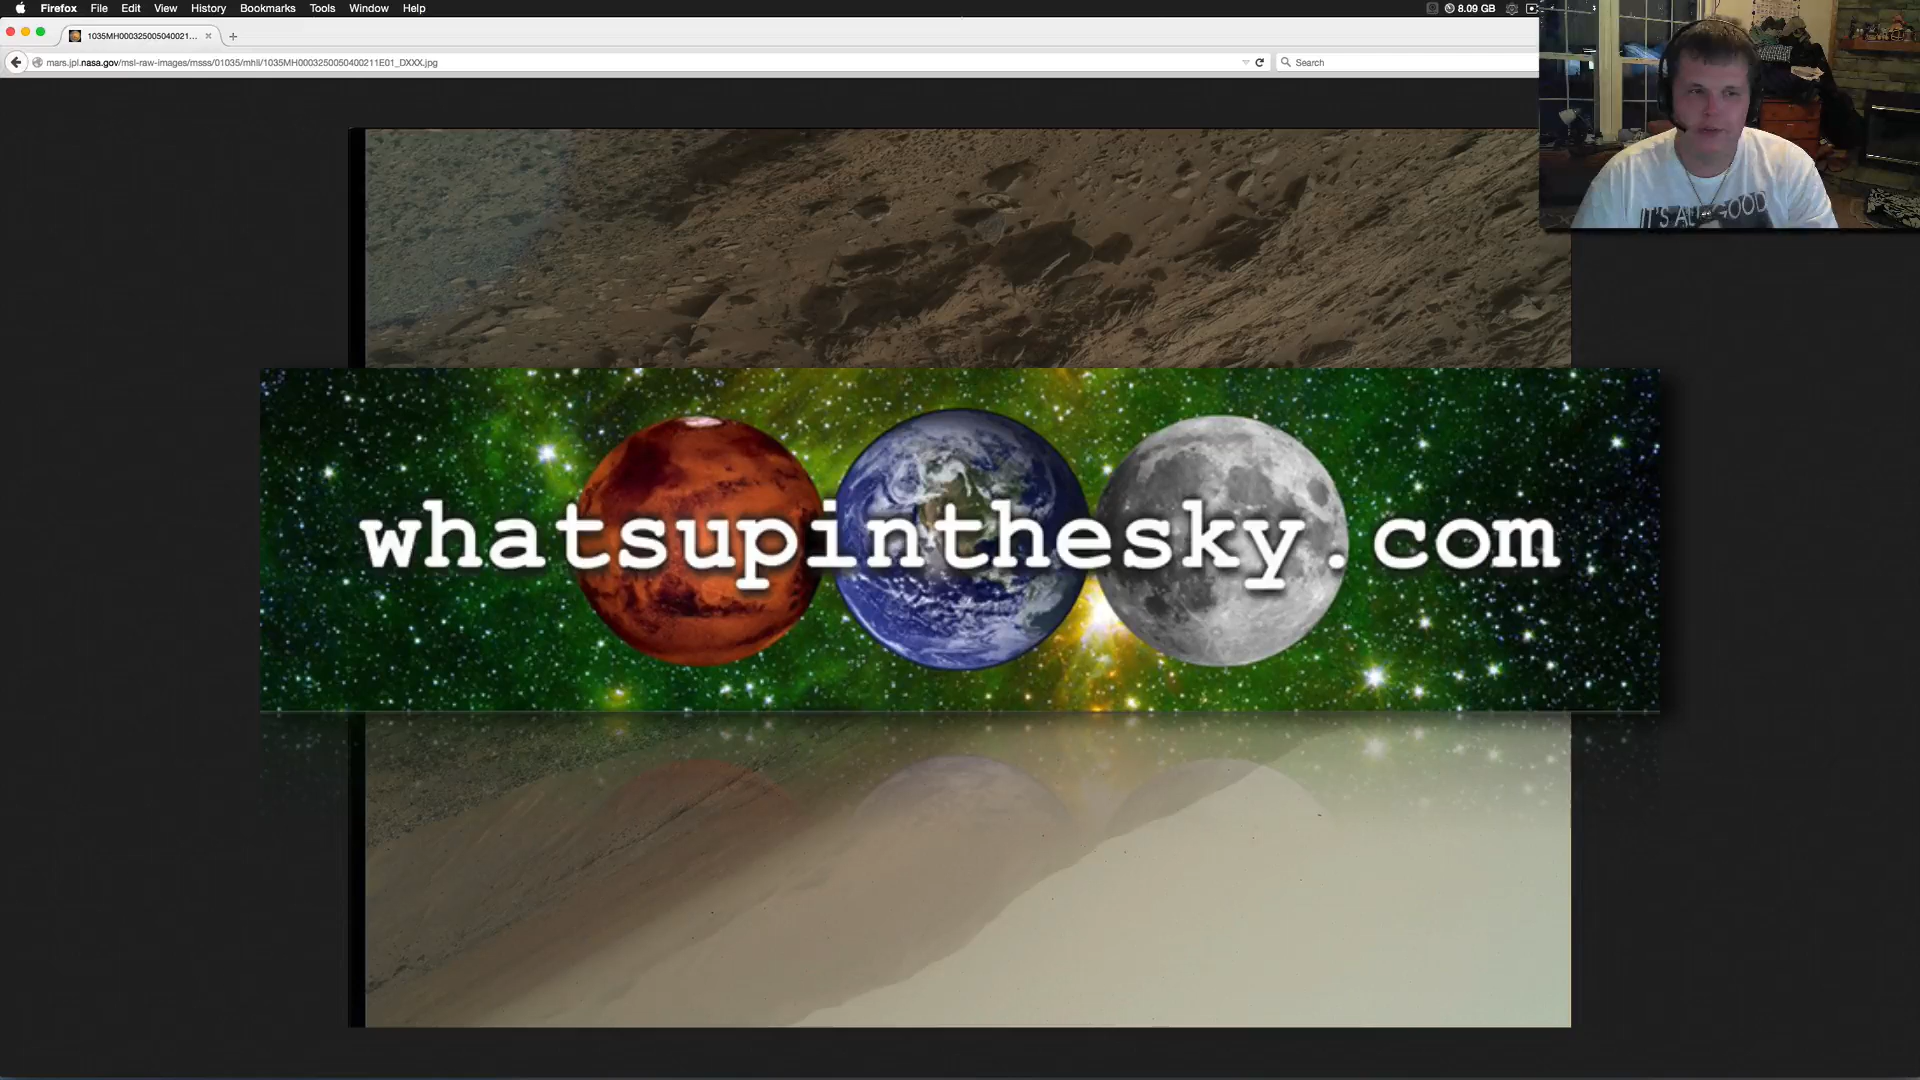 Firefox File Edit View History Bookmarks Tools Window Help
8.09 GB
1035MH000325005040021...
mars.jpl.nasa.gov/msl-raw-images/msss/01035/mhli/1035MH0003250050400211E01_DXXX.jpg
Search
IT'S ALL GOOD
whatsupinthesky.com